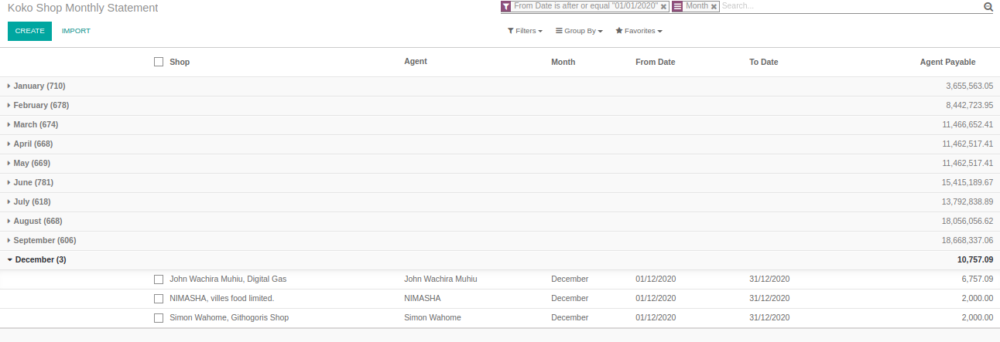 Koko Shop Monthly Statement
From Date is after or equal "01/01/2020" Month Search...
CREATE IMPORT Filters Group By Favorites
Shop Agent Month From Date To Date Agent Payable
January (710) 3,655,563.05
February (678) 8,442,723.95
March (674) 11,466,652.41
April (668) 11,462,517.41
May (669) 11,462,517.41
June (781) 15,415,189.67
July (618) 13,792,838.89
August (668) 18,056,056.62
September (606) 18,668,337.06
December (3) 10,757.09
John Wachira Muhiu, Digital Gas John Wachira Muhiu December 01/12/2020 31/12/2020 6,757.09
NIMASHA, villes food limited. NIMASHA December 01/12/2020 31/12/2020 2,000.00
Simon Wahome, Githogoris Shop Simon Wahome December 01/12/2020 31/12/2020 2,000.00